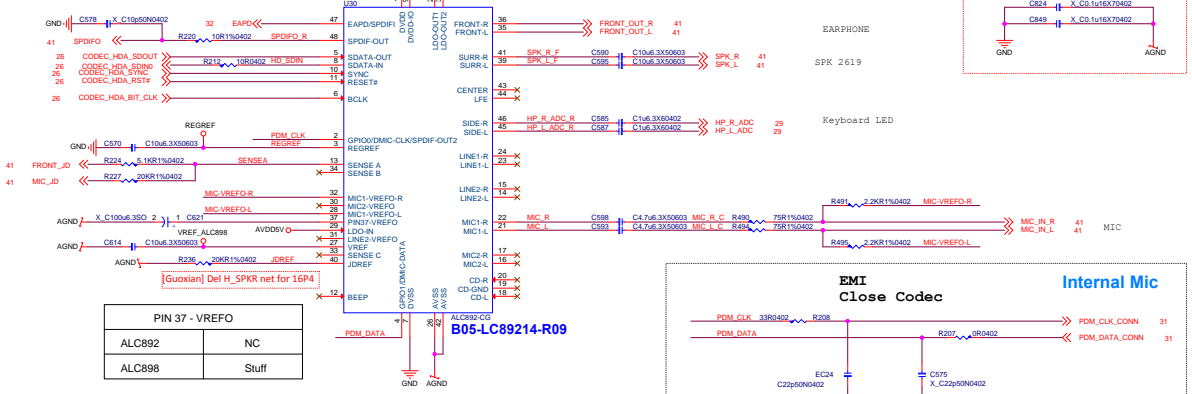 U30
GND C578 X_C10p50N0402
32 EAPD 47 EAPD/SPDIFI
41 SPDIFO R220 10R1%0402 SPDIFO_R 48 SPDIF-OUT
26 CODEC_HDA_SDOUT 5 SDATA-OUT
26 CODEC_HDA_SDIN0 R212 10R0402 HD_SDIN 8 SDATA-IN
26 CODEC_HDA_SYNC 10 SYNC
26 CODEC_HDA_RST# 11 RESET#
26 CODEC_HDA_BIT_CLK 6 BCLK
REGREF
PDM_CLK 2 GPIO0/DMIC-CLK/SPDIF-OUT2
GND C570 C10u6.3X50603 REGREF 3 REGREF
41 FRONT_JD R224 5.1KR1%0402 SENSEA 13 SENSE A
34 SENSE B
41 MIC_JD R227 20KR1%0402
MIC-VREFO-R 32 MIC1-VREFO-R
30 MIC2-VREFO
MIC-VREFO-L 28 MIC1-VREFO-L
AGND X_C100u6.3SO 2 1 C621 37 PIN37-VREFO
AVDD5V 29 LDO-IN
VREF_ALC898 31 LINE2-VREFO
AGND C614 C10u6.3X50603 27 VREF
33 SENSE C
AGND R236 20KR1%0402 JDREF 40 JDREF
[Guoxian] Del H_SPKR net for 16P4
12 BEEP
DVDD
DVDD-IO
LDO-OUT1
LDO-OUT2
FRONT-R 36 FRONT_OUT_R 41
FRONT-L 35 FRONT_OUT_L 41
EARPHONE
SURR-R 41 SPK_R_F C590 C10u6.3X50603 SPK_R 41
SURR-L 39 SPK_L_F C595 C10u6.3X50603 SPK_L 41
SPK 2619
CENTER 43
LFE 44
SIDE-R 46 HP_R_ADC_R C585 C1u6.3X60402 HP_R_ADC 29
SIDE-L 45 HP_L_ADC_R C587 C1u6.3X60402 HP_L_ADC 29
Keyboard LED
LINE1-R 24
LINE1-L 23
LINE2-R 15
LINE2-L 14
R491 2.2KR1%0402 MIC-VREFO-R
MIC1-R 22 MIC_R C598 C4.7u6.3X50603 MIC_R_C R490 75R1%0402 MIC_IN_R 41
MIC1-L 21 MIC_L C593 C4.7u6.3X50603 MIC_L_C R494 75R1%0402 MIC_IN_L 41
MIC
R495 2.2KR1%0402 MIC-VREFO-L
MIC2-R 17
MIC2-L 16
CD-R 20
CD-GND 19
CD-L 18
GPIO1/DMIC-DATA
DVSS
AVSS
AVSS
4 7 26 42
ALC892-CG
B05-LC89214-R09
PDM_DATA
GND AGND
PIN 37 - VREFO
ALC892 NC
ALC898 Stuff
C824 X_C0.1u16X70402
C849 X_C0.1u16X70402
GND AGND
EMI
Close Codec
Internal Mic
PDM_CLK 33R0402 R208 PDM_CLK_CONN 31
PDM_DATA R207 0R0402 PDM_DATA_CONN 31
EC24
C22p50N0402
C575
X_C22p50N0402